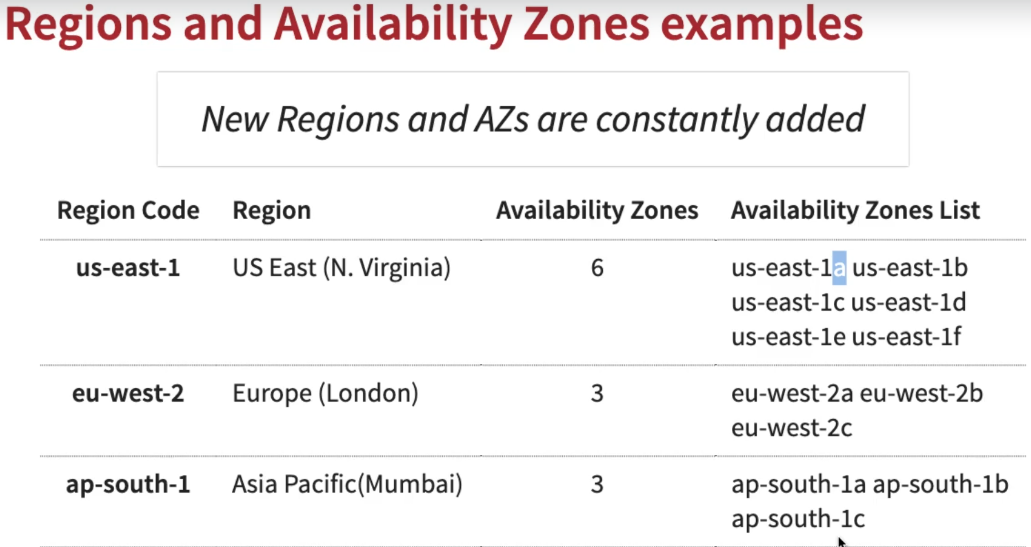 Regions and Availability Zones examples
New Regions and AZs are constantly added
Region Code Region Availability Zones Availability Zones List
us-east-1 US East (N. Virginia) 6 us-east-1a us-east-1b
us-east-1c us-east-1d
us-east-1e us-east-1f
eu-west-2 Europe (London) 3 eu-west-2a eu-west-2b
eu-west-2c
ap-south-1 Asia Pacific(Mumbai) 3 ap-south-1a ap-south-1b
ap-south-1c